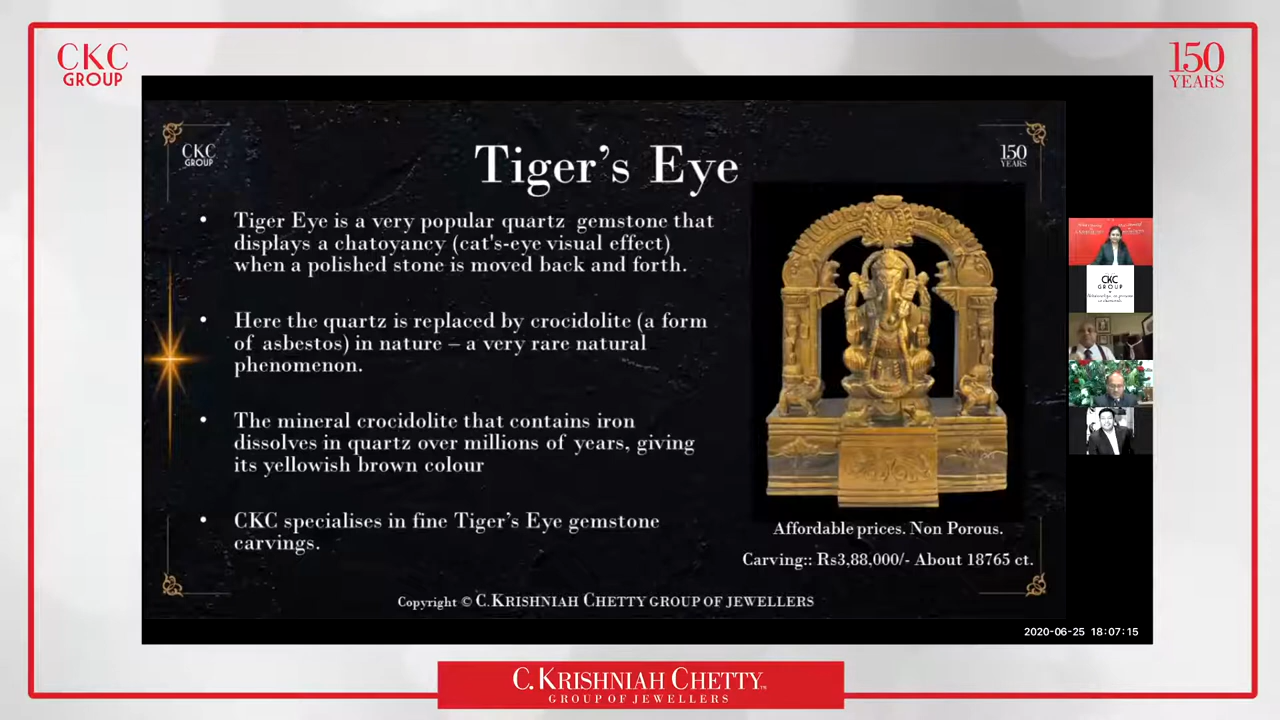 CKC
GROUP
150
YEARS
CKC
GROUP
150
YEARS
Tiger's Eye
• Tiger Eye is a very popular quartz gemstone that
displays a chatoyancy (cat's-eye visual effect)
when a polished stone is moved back and forth.
• Here the quartz is replaced by crocidolite (a form
of asbestos) in nature – a very rare natural
phenomenon.
• The mineral crocidolite that contains iron
dissolves in quartz over millions of years, giving
its yellowish brown colour
• CKC specialises in fine Tiger's Eye gemstone
carvings.
Affordable prices. Non Porous.
Carving:: Rs3,88,000/- About 18765 ct.
Copyright © C.KRISHNIAH CHETTY GROUP OF JEWELLERS
CKC
GROUP
2020-06-25 18:07:15
C. KRISHNIAH CHETTY™
GROUP OF JEWELLERS